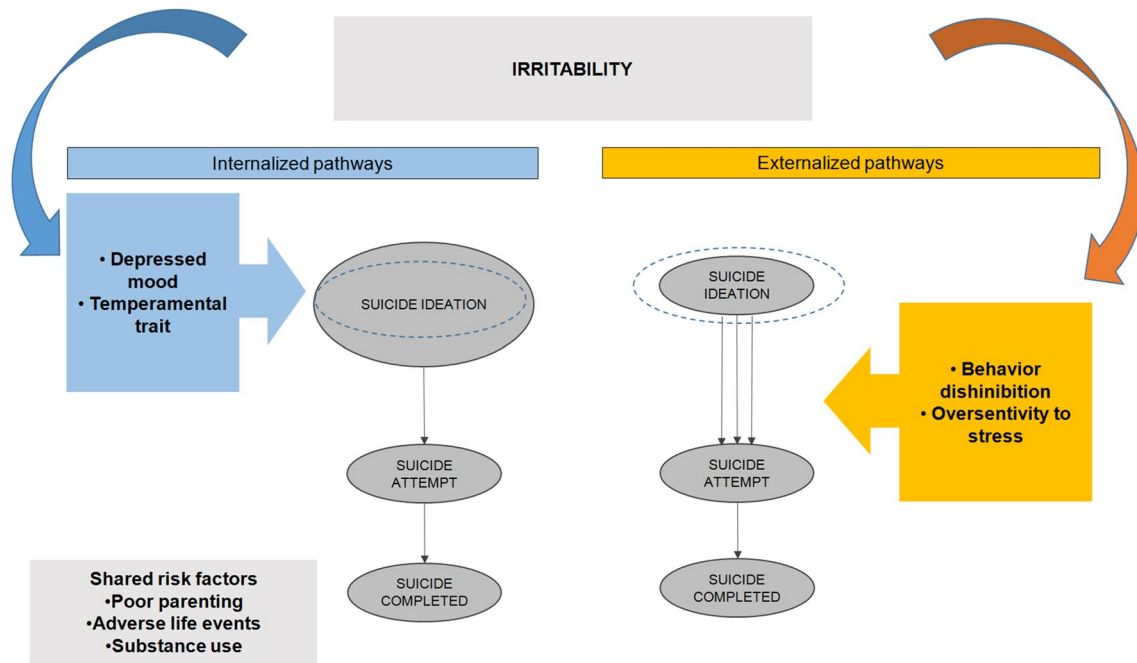 IRRITABILITY
Internalized pathways
• Depressed
mood
• Temperamental
trait
SUICIDE IDEATION
SUICIDE
ATTEMPT
SUICIDE
COMPLETED
Externalized pathways
SUICIDE
IDEATION
SUICIDE
ATTEMPT
SUICIDE
COMPLETED
• Behavior
dishinibition
• Oversentivity to
stress
Shared risk factors
•Poor parenting
•Adverse life events
•Substance use